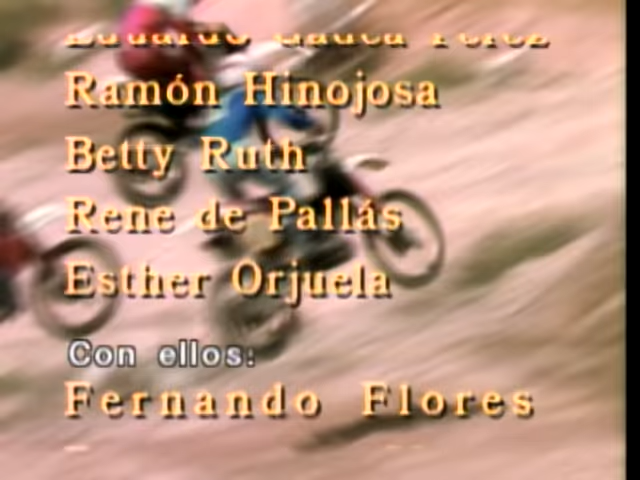 Ramón Hinojosa
Betty Ruth
Rene de Pallás
Esther Orjuela
Con ellos:
Fernando Flores